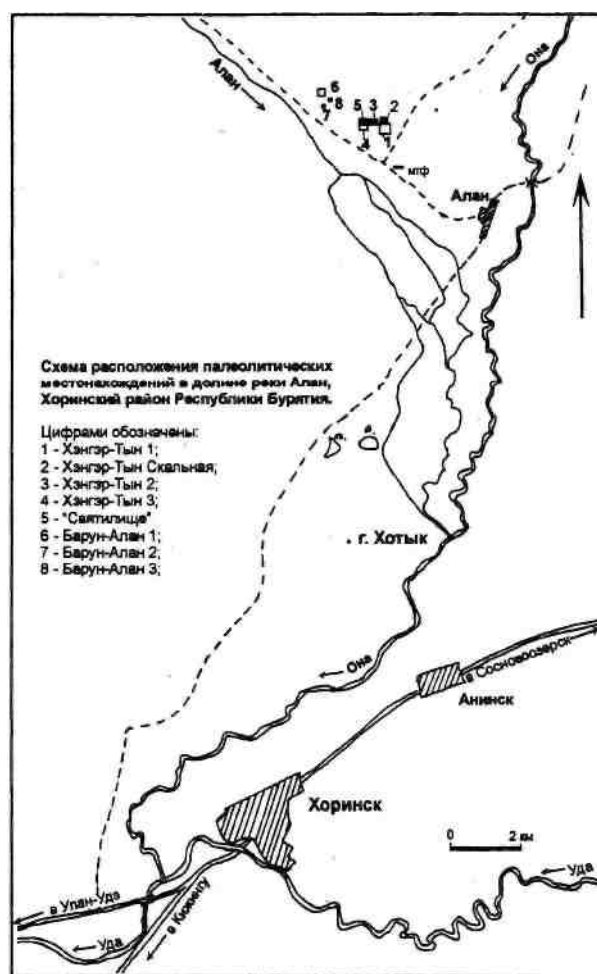 Она
Алан
6
8
7
5 3 2
4 1
мтф
Алан
Схема расположения палеолитических
местонахождений в долине реки Алан,
Хоринский район Республики Бурятия.
Цифрами обозначены:
1 - Хэнгэр-Тын 1;
2 - Хэнгэр-Тын Скальная;
3 - Хэнгэр-Тын 2;
4 - Хэнгэр-Тын 3;
5 - "Святилище"
6 - Барун-Алан 1;
7 - Барун-Алан 2;
8 - Барун-Алан 3;
г. Хотык
Она
в Сосновоозерск
Анинск
Хоринск
0 2 км
Уда
в Улан-Удэ
в Кижингу
Уда